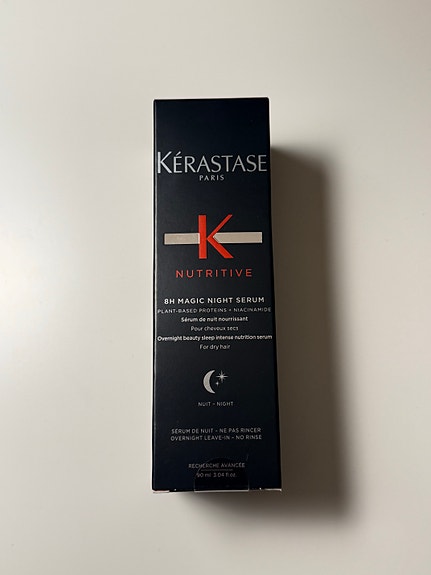 KÉRASTASE
PARIS
K
NUTRITIVE
8H MAGIC NIGHT SERUM
PLANT-BASED PROTEINS + NIACINAMIDE
Sérum de nuit nourrissant
Pour cheveux secs
Overnight beauty sleep intense nutrition serum
For dry hair
NUIT - NIGHT
SÉRUM DE NUIT - NE PAS RINCER
OVERNIGHT LEAVE-IN - NO RINSE
RECHERCHE AVANCÉE
90 ml 3.04 fl.oz